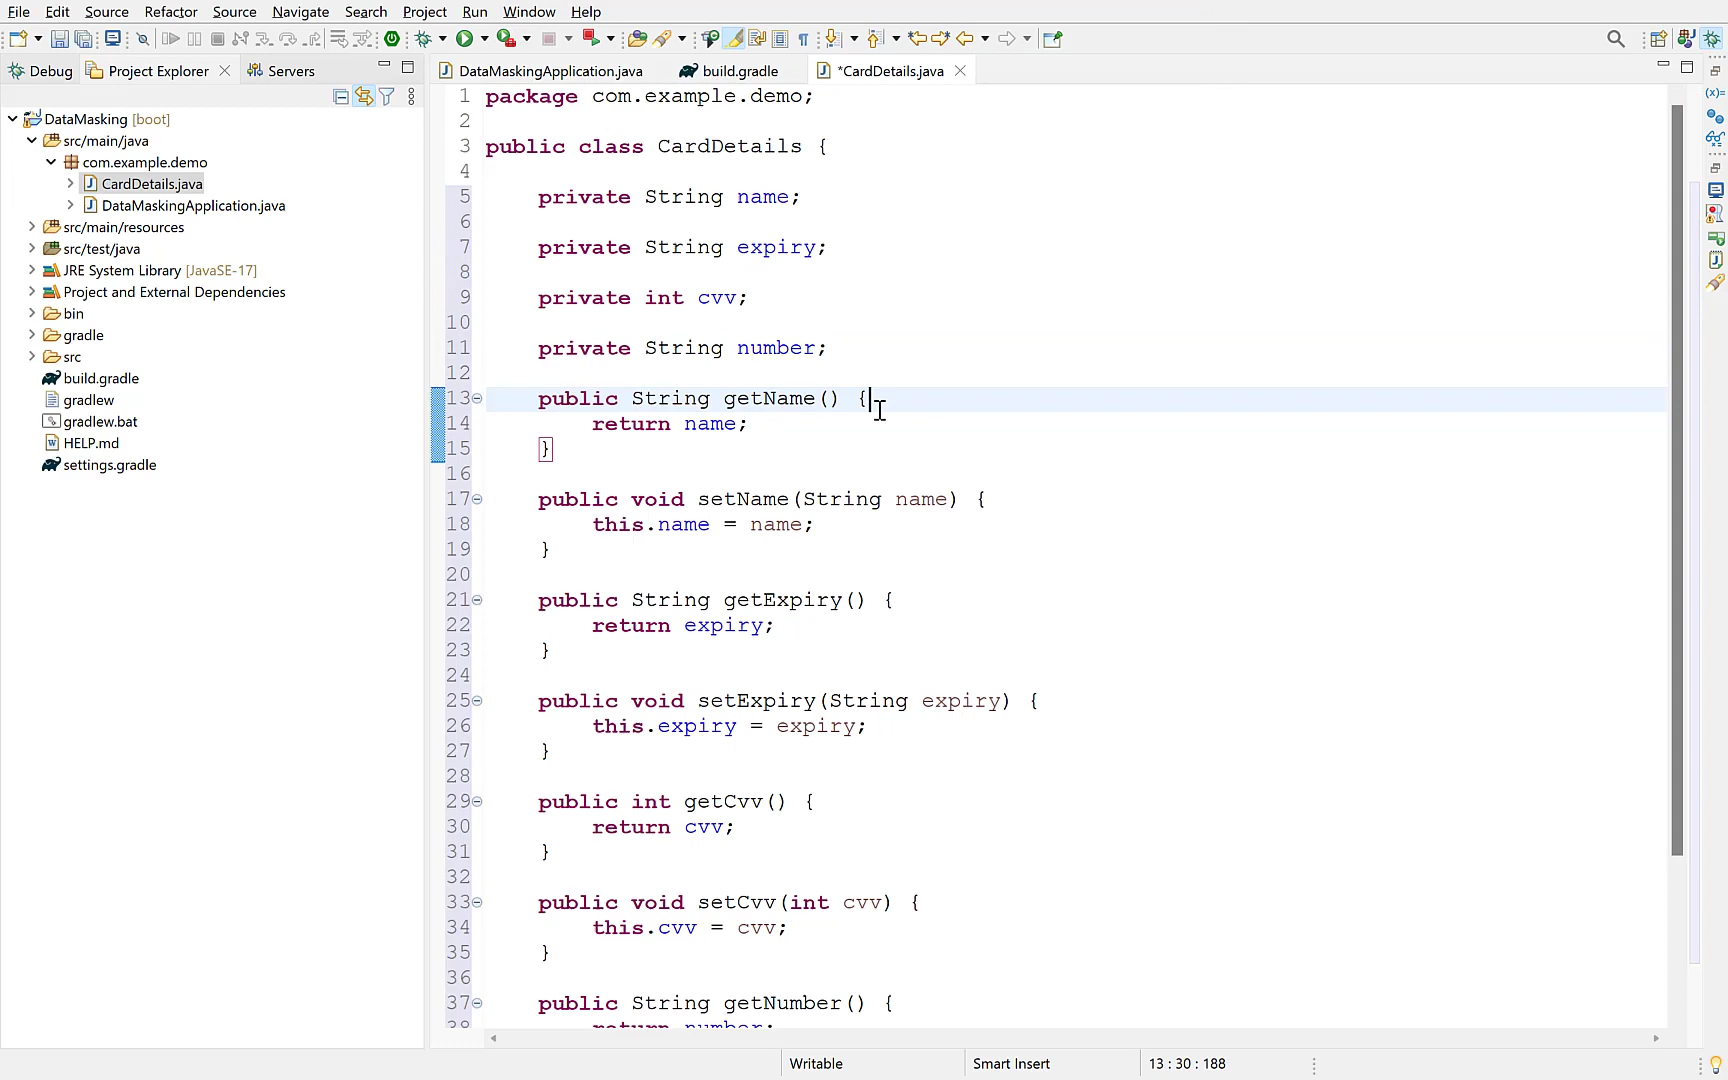 File Edit Source Refactor Source Navigate Search Project Run Window Help
Debug Project Explorer Servers
DataMaskingApplication.java build.gradle *CardDetails.java
DataMasking [boot]
src/main/java
com.example.demo
CardDetails.java
DataMaskingApplication.java
src/main/resources
src/test/java
JRE System Library [JavaSE-17]
Project and External Dependencies
bin
gradle
src
build.gradle
gradlew
gradlew.bat
HELP.md
settings.gradle
1 package com.example.demo;
2
3 public class CardDetails {
4
5 private String name;
6
7 private String expiry;
8
9 private int cvv;
10
11 private String number;
12
13 public String getName() {
14 return name;
15 }
16
17 public void setName(String name) {
18 this.name = name;
19 }
20
21 public String getExpiry() {
22 return expiry;
23 }
24
25 public void setExpiry(String expiry) {
26 this.expiry = expiry;
27 }
28
29 public int getCvv() {
30 return cvv;
31 }
32
33 public void setCvv(int cvv) {
34 this.cvv = cvv;
35 }
36
37 public String getNumber() {
38 return number;
Writable Smart Insert 13 : 30 : 188